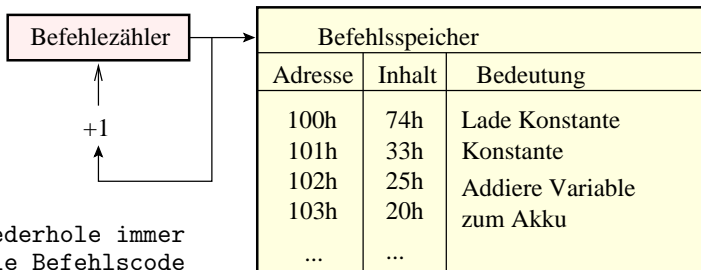 Befehlezähler
Befehlsspeicher
Adresse Inhalt Bedeutung
100h 74h Lade Konstante
101h 33h Konstante
102h 25h Addiere Variable
103h 20h zum Akku
... ...
+1
ederhole immer
le Befehlscode